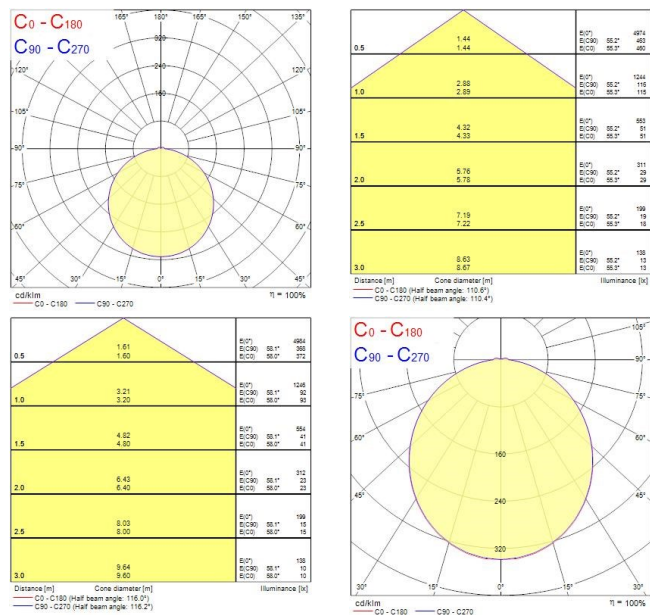 C0 - C180
C90 - C270
165° 180° 165°
320
240
160
120°
105°
90°
75°
60°
45°
80
160
240
320
120°
105°
90°
75°
60°
45°
30° 15° 0° 15° 30°
cd/klm
η = 100%
C0 - C180 C90 - C270
0.5 1.44 1.44 E(0°) 4974 E(C90) 55.2° 463 E(C0) 55.3° 460
1.0 2.88 2.89 E(0°) 1244 E(C90) 55.2° 116 E(C0) 55.3° 115
1.5 4.32 4.33 E(0°) 553 E(C90) 55.2° 51 E(C0) 55.3° 51
2.0 5.76 5.78 E(0°) 311 E(C90) 55.2° 29 E(C0) 55.3° 29
2.5 7.19 7.22 E(0°) 199 E(C90) 55.2° 19 E(C0) 55.3° 18
3.0 8.63 8.67 E(0°) E(C90) 55.2° 13 E(C0) 55.3° 13
Distance [m] Cone diameter [m] Illuminance [lx]
C0 - C180 (Half beam angle: 110.6°)
C90 - C270 (Half beam angle: 110.4°)
0.5 1.61 1.60 E(0°) 4984 E(C90) 58.1° E(C0) 58.0° 372
1.0 3.21 3.20 E(0°) 1246 E(C90) 58.1° 92 E(C0) 58.0° 93
1.5 4.82 4.80 E(0°) 554 E(C90) 58.1° 41 E(C0) 58.0° 41
2.0 6.43 6.40 E(0°) 312 E(C90) 58.1° 23 E(C0) 58.0° 23
2.5 8.03 8.00 E(0°) 199 E(C90) 58.1° 15 E(C0) 58.0° 15
3.0 9.64 9.60 E(0°) 138 E(C90) 58.1° 10 E(C0) 58.0° 10
Distance [m] Cone diameter [m] Illuminance [lx]
C0 - C180 (Half beam angle: 116.0°)
C90 - C270 (Half beam angle: 116.2°)
C0 - C180
C90 - C270
105°
90°
75°
60°
45°
160
240
320
75°
60°
45°
30° 15° 0° 15° 30°
cd/klm
η = 100%
C0 - C180 C90 - C270